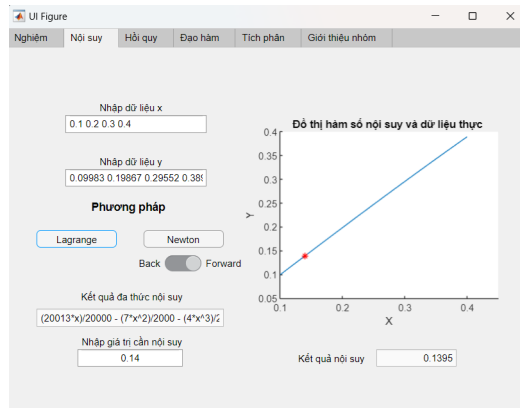 UI Figure
Nghiệm Nội suy Hồi quy Đạo hàm Tích phân Giới thiệu nhóm
Nhập dữ liệu x
0.1 0.2 0.3 0.4
Nhập dữ liệu y
0.09983 0.19867 0.29552 0.389
Phương pháp
Lagrange Newton
Back Forward
Kết quả đa thức nội suy
(20013*x)/20000 - (7*x^2)/2000 - (4*x^3)/2
Nhập giá trị cần nội suy
0.14
Đồ thị hàm số nội suy và dữ liệu thực
0.4
0.35
0.3
0.25
0.2
0.15
0.1
0.05
Y
0.1 0.2 0.3 0.4
X
Kết quả nội suy 0.1395